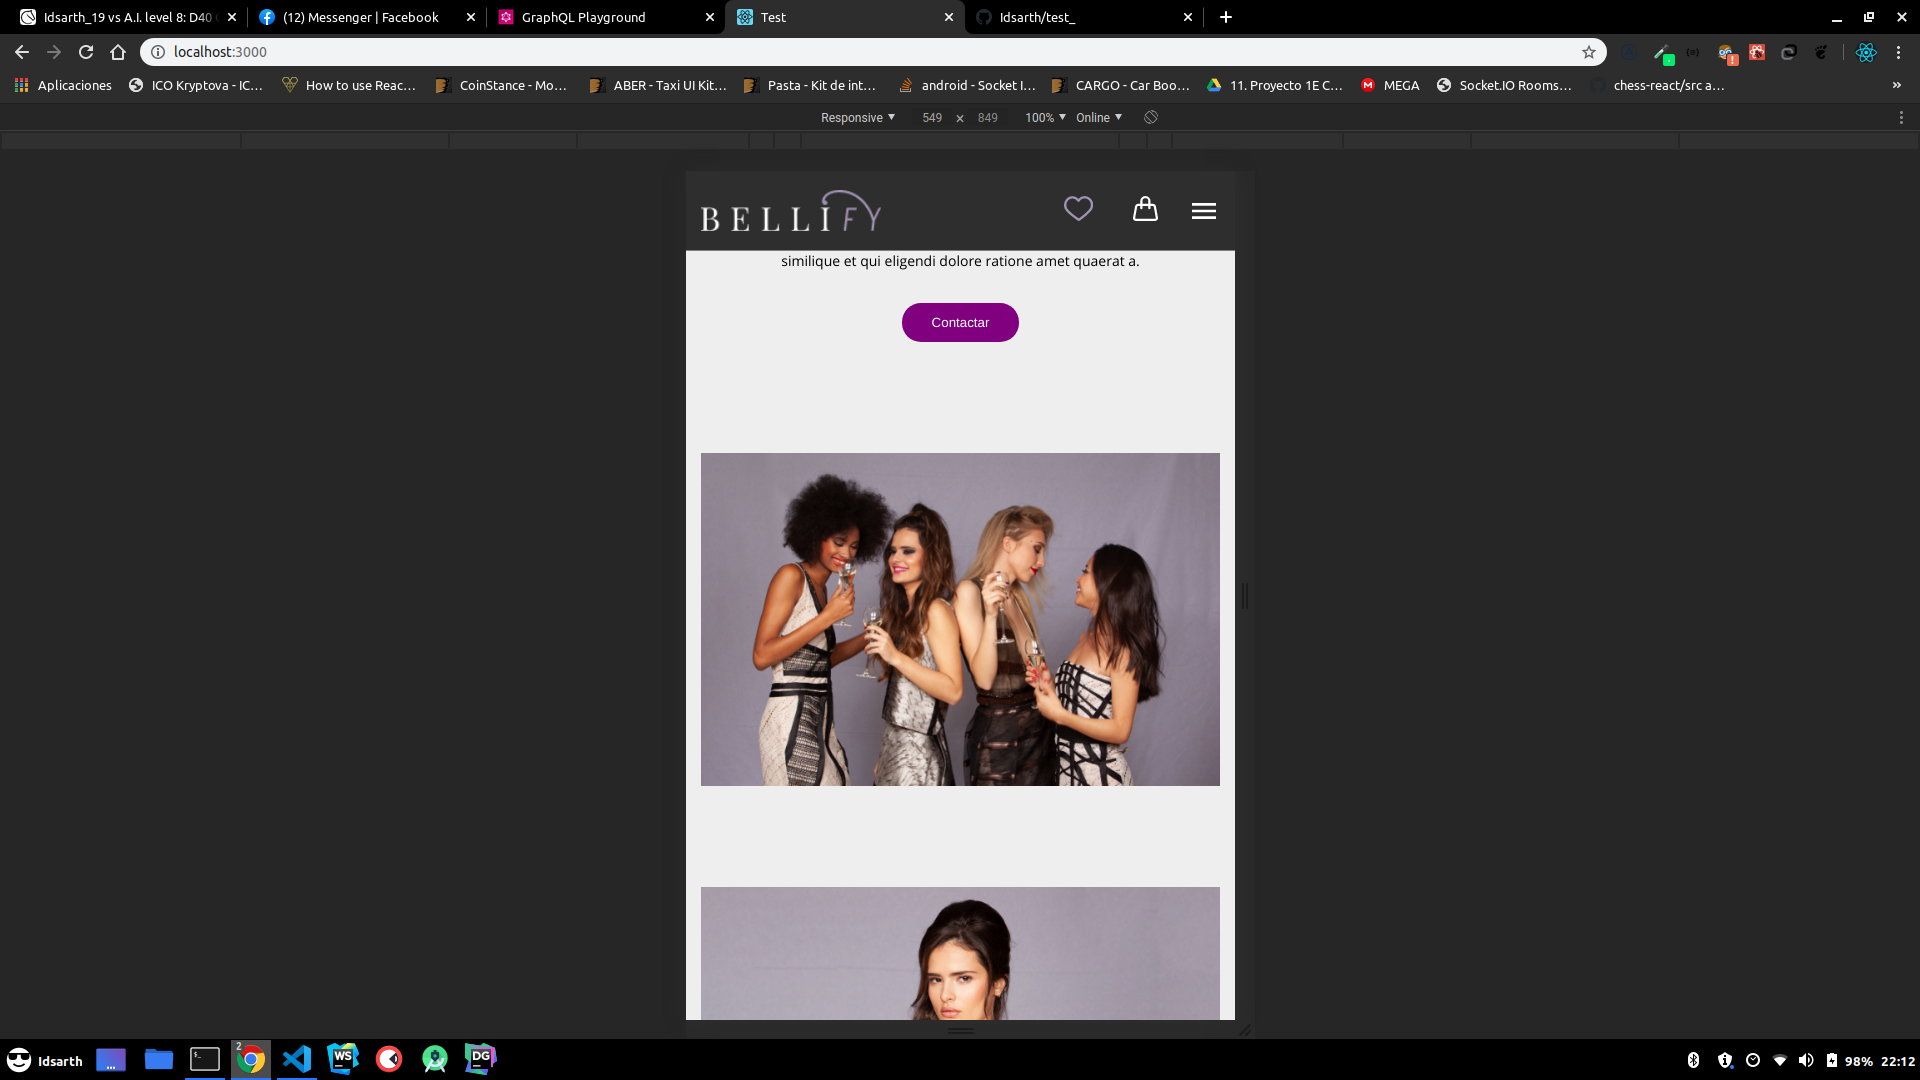 Idsarth_19 vs A.I. level 8: D40
(12) Messenger | Facebook
GraphQL Playground
Test
Idsarth/test_
localhost:3000
Aplicaciones
ICO Kryptova - IC...
How to use Reac...
CoinStance - Mo...
ABER - Taxi UI Kit...
Pasta - Kit de int...
android - Socket I...
CARGO - Car Boo...
11. Proyecto 1E C...
MEGA
Socket.IO Rooms...
chess-react/src a...
»
Responsive
549 × 849
100%
Online
BELLIFY
similique et qui eligendi dolore ratione amet quaerat a.
Contactar
Idsarth
2
WS
DG
98%
22:12